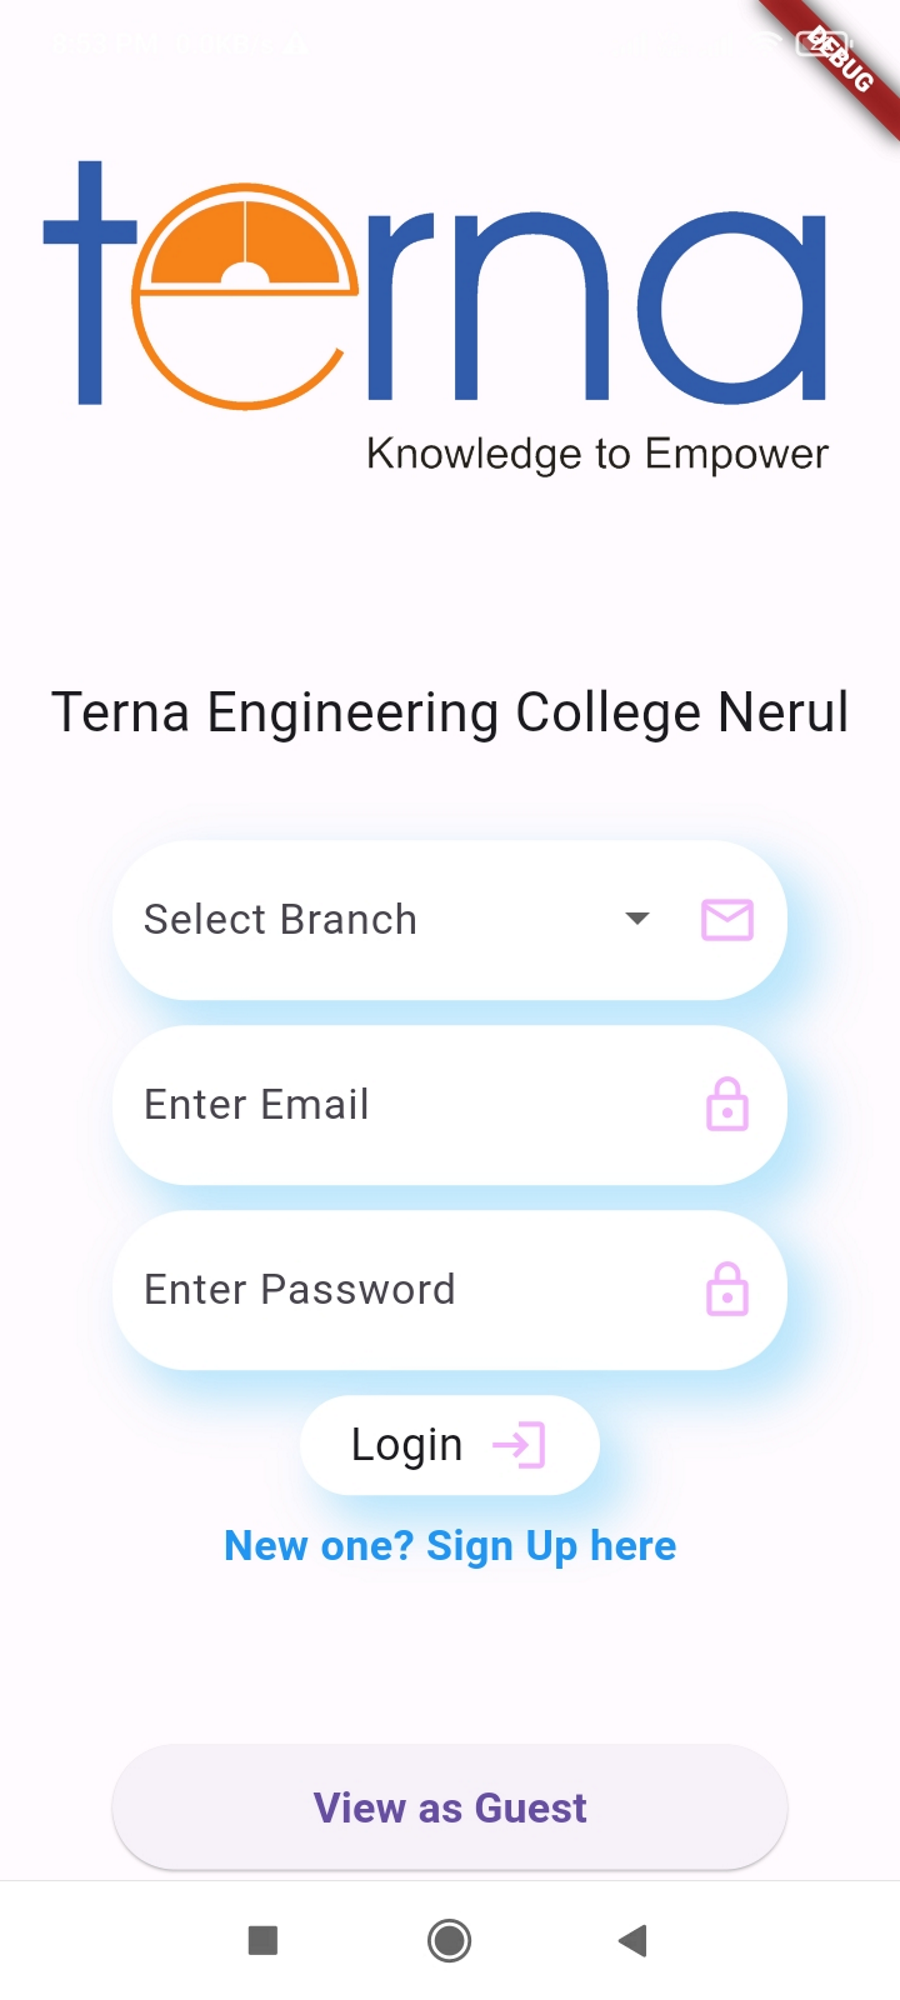 DEBUG
terna
Knowledge to Empower
Terna Engineering College Nerul
Select Branch
Enter Email
Enter Password
Login
New one? Sign Up here
View as Guest